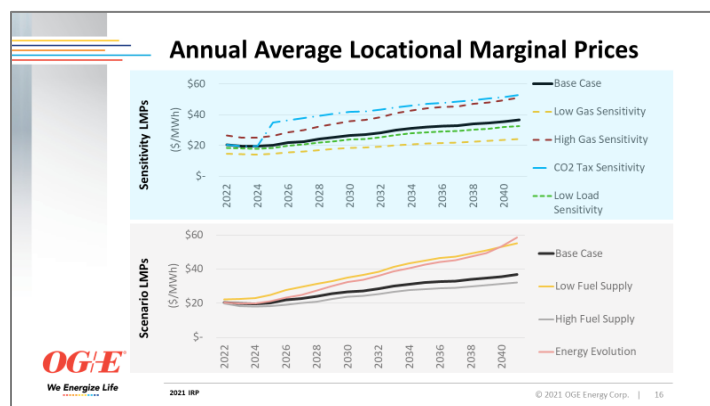 Annual Average Locational Marginal Prices
Sensitivity LMPs
($/MWh)
$60
$40
$20
$-
2022
2024
2026
2028
2030
2032
2034
2036
2038
2040
Base Case
Low Gas Sensitivity
High Gas Sensitivity
CO2 Tax Sensitivity
Low Load
Sensitivity
Scenario LMPs
($/MWh)
$60
$40
$20
$-
2022
2024
2026
2028
2030
2032
2034
2036
2038
2040
Base Case
Low Fuel Supply
High Fuel Supply
Energy Evolution
OG+E
We Energize Life
2021 IRP
© 2021 OGE Energy Corp. | 16